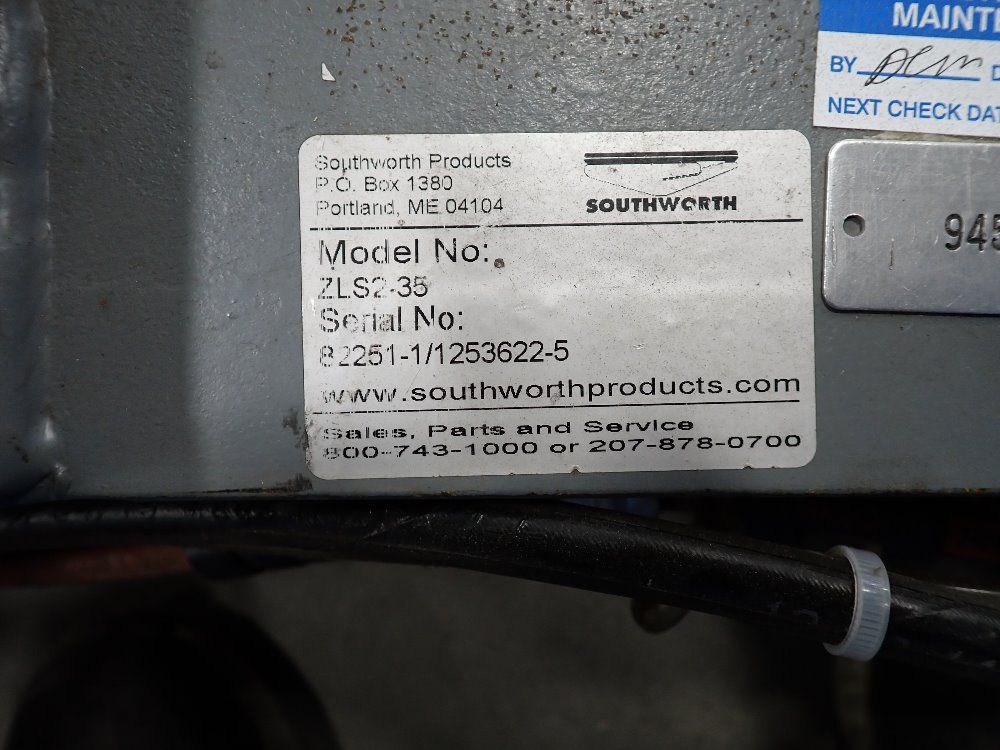 MAINTE
BY
NEXT CHECK DAT
Southworth Products
P.O. Box 1380
Portland, ME 04104
SOUTHWORTH
945
Model No:
ZLS2-35
Serial No:
82251-1/1253622-5
www.southworthproducts.com
Sales, Parts and Service
800-743-1000 or 207-878-0700